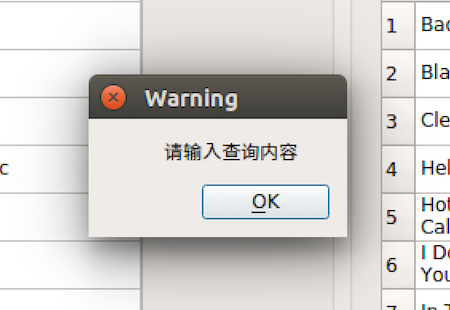 Warning
请输入查询内容
OK
c
1
2
3
4
5
6
Bac
Bla
Cle
Hel
Hot
Cal
I Do
You